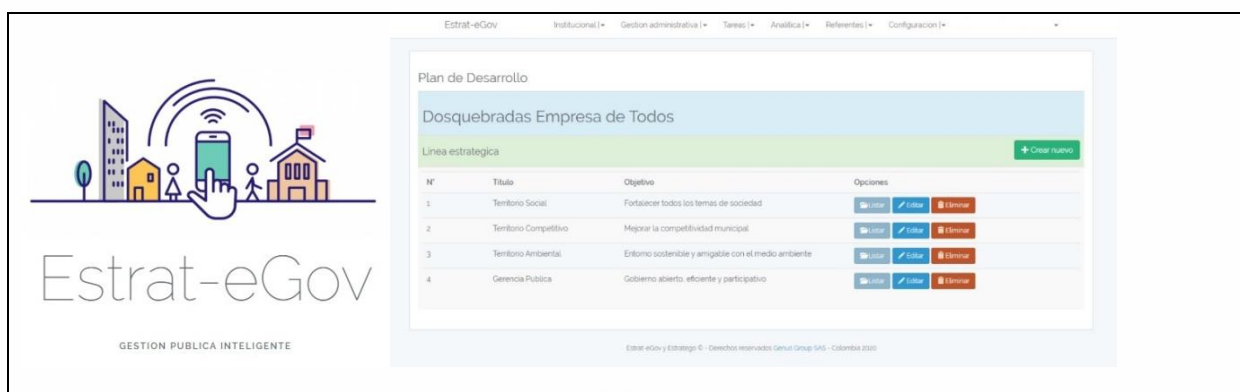 Estrat-eGov
GESTION PUBLICA INTELIGENTE
Estrat-eGov Institucional |▾ Gestion administrativa |▾ Tareas |▾ Analitica |▾ Referentes |▾ Configuracion |▾
Plan de Desarrollo
Dosquebradas Empresa de Todos
Linea estrategica + Crear nuevo
N° Titulo Objetivo Opciones
1 Territorio Social Fortalecer todos los temas de sociedad Listar Editar Eliminar
2 Territorio Competitivo Mejorar la competitividad municipal Listar Editar Eliminar
3 Territorio Ambiental Entorno sostenible y amigable con el medio ambiente Listar Editar Eliminar
4 Gerencia Publica Gobierno abierto, eficiente y participativo Listar Editar Eliminar
Estrat-eGov y Estratego © - Derechos reservados Genus Group SAS - Colombia 2020